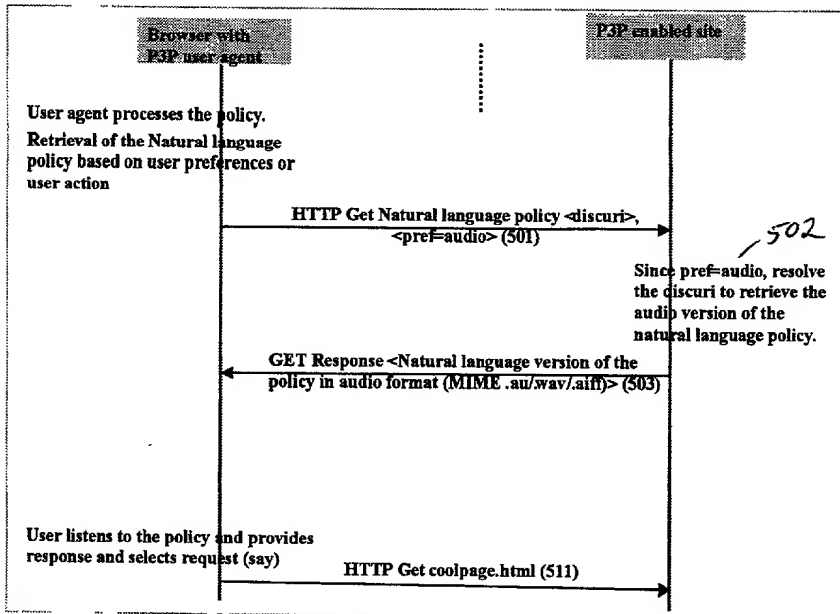 Browser with
P3P user agent
P3P enabled site
User agent processes the policy.
Retrieval of the Natural language
policy based on user preferences or
user action
HTTP Get Natural language policy <discuri>,
<pref=audio> (501)
502
Since pref=audio, resolve
the discuri to retrieve the
audio version of the
natural language policy.
GET Response <Natural language version of the
policy in audio format (MIME .au/.wav/.aiff)> (503)
User listens to the policy and provides
response and selects request (say)
HTTP Get coolpage.html (511)